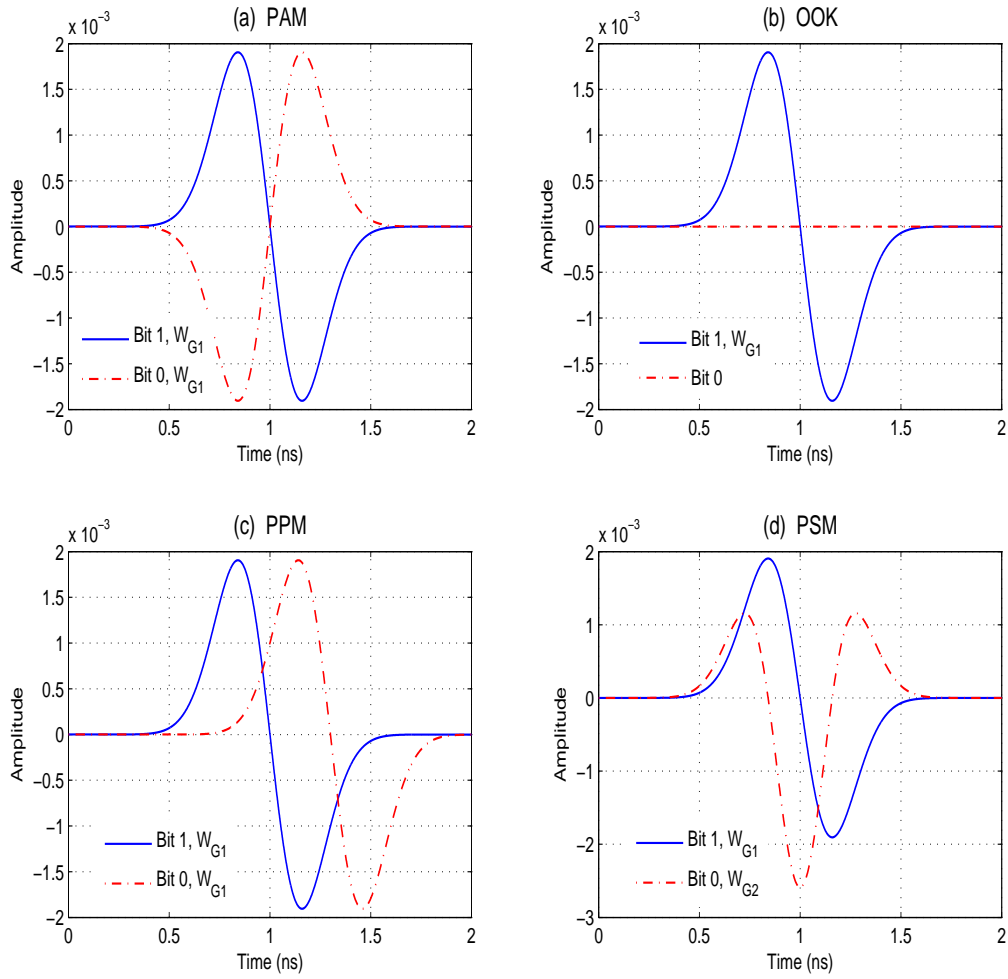 (a) PAM
x 10^-3
2
1.5
1
0.5
0
−0.5
−1
−1.5
−2
Amplitude
Bit 1, W_G1
Bit 0, W_G1
0 0.5 1 1.5 2
Time (ns)
(b) OOK
x 10^-3
2
1.5
1
0.5
0
−0.5
−1
−1.5
−2
Amplitude
Bit 1, W_G1
Bit 0
0 0.5 1 1.5 2
Time (ns)
(c) PPM
x 10^-3
2
1.5
1
0.5
0
−0.5
−1
−1.5
−2
Amplitude
Bit 1, W_G1
Bit 0, W_G1
0 0.5 1 1.5 2
Time (ns)
(d) PSM
x 10^-3
2
1
0
−1
−2
−3
Amplitude
Bit 1, W_G1
Bit 0, W_G2
0 0.5 1 1.5 2
Time (ns)